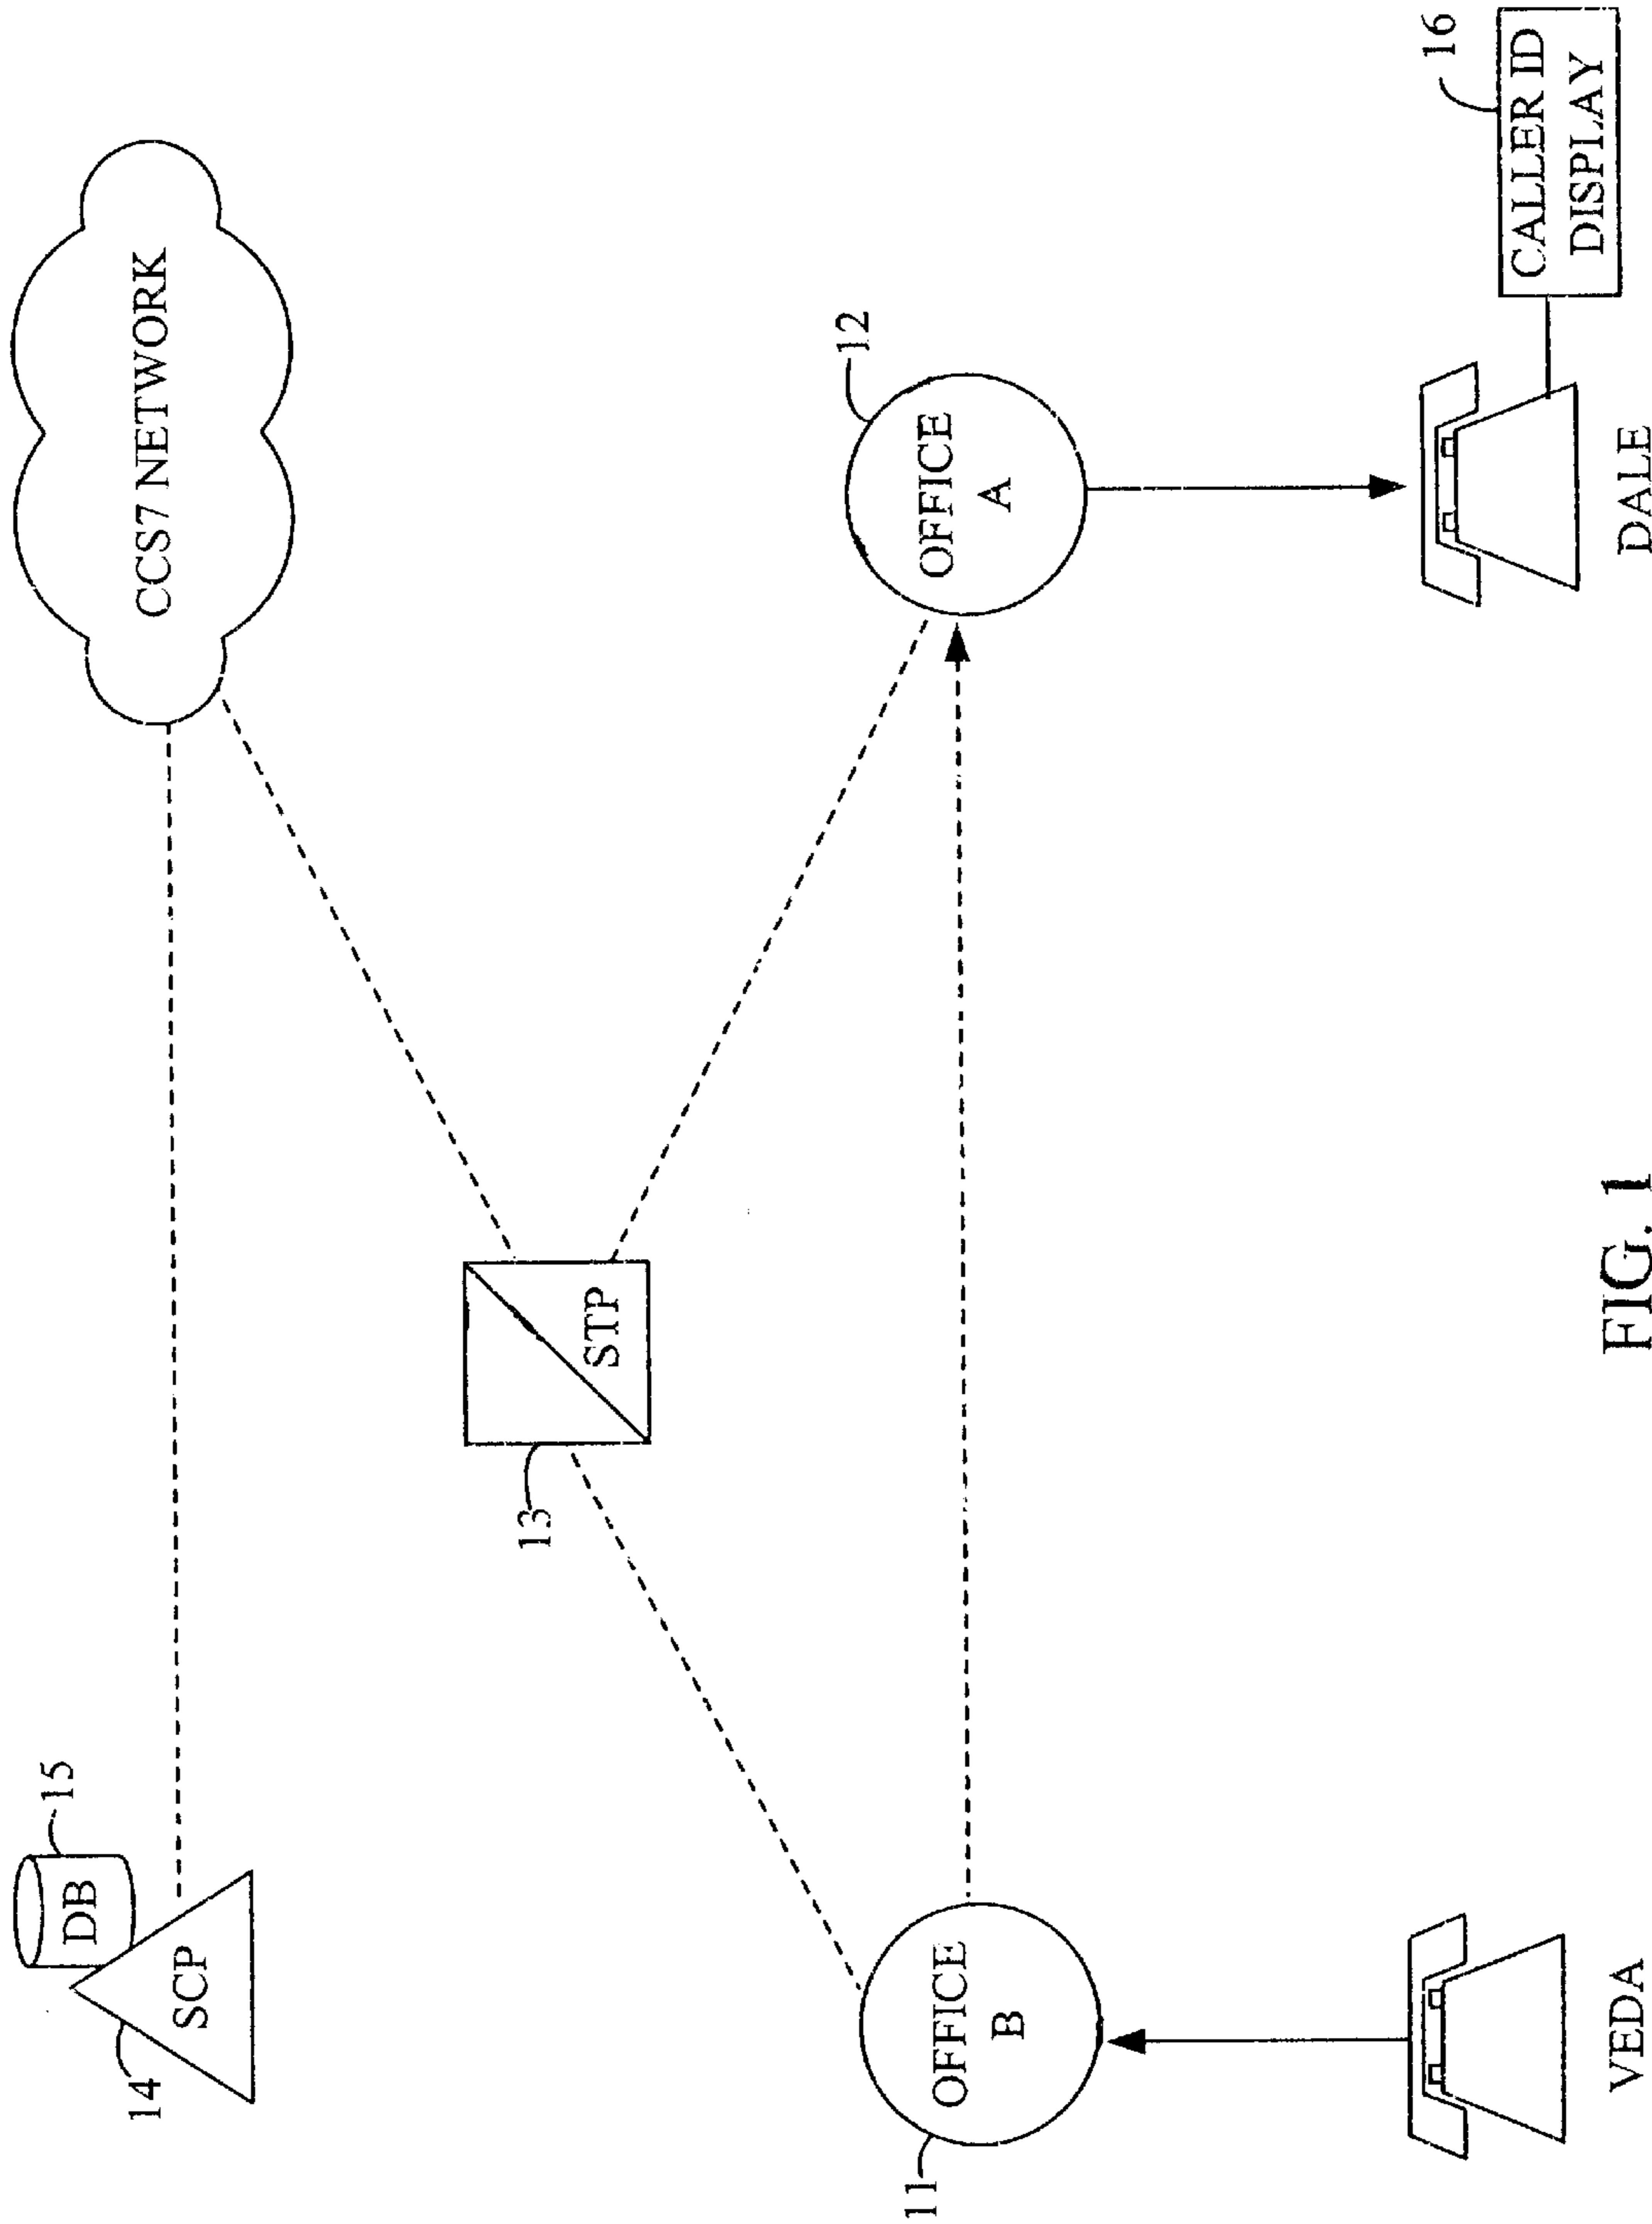 15
DB
14
SCP
CCS7 NETWORK
13
STP
12
OFFICE
A
11
OFFICE
B
16
CALLER ID
DISPLAY
VEDA
DALE
FIG. 1